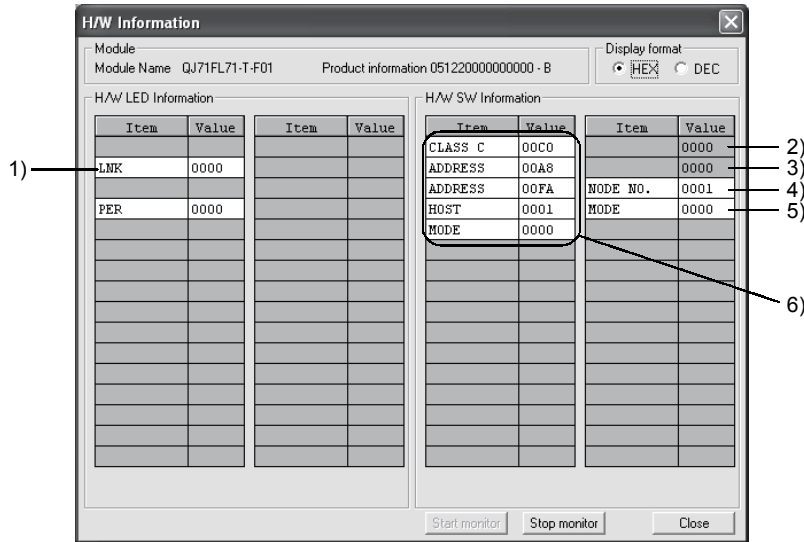 H/W Information
Module
Module Name QJ71FL71-T-F01 Product information 051220000000000 - B
Display format
HEX DEC
H/W LED Information
Item Value Item Value
1) LNK 0000
PER 0000
H/W SW Information
Item Value Item Value
CLASS C 00C0 0000 2)
ADDRESS 00A8 0000 3)
ADDRESS 00FA NODE NO. 0001 4)
HOST 0001 MODE 0000 5)
MODE 0000
6)
Start monitor Stop monitor Close